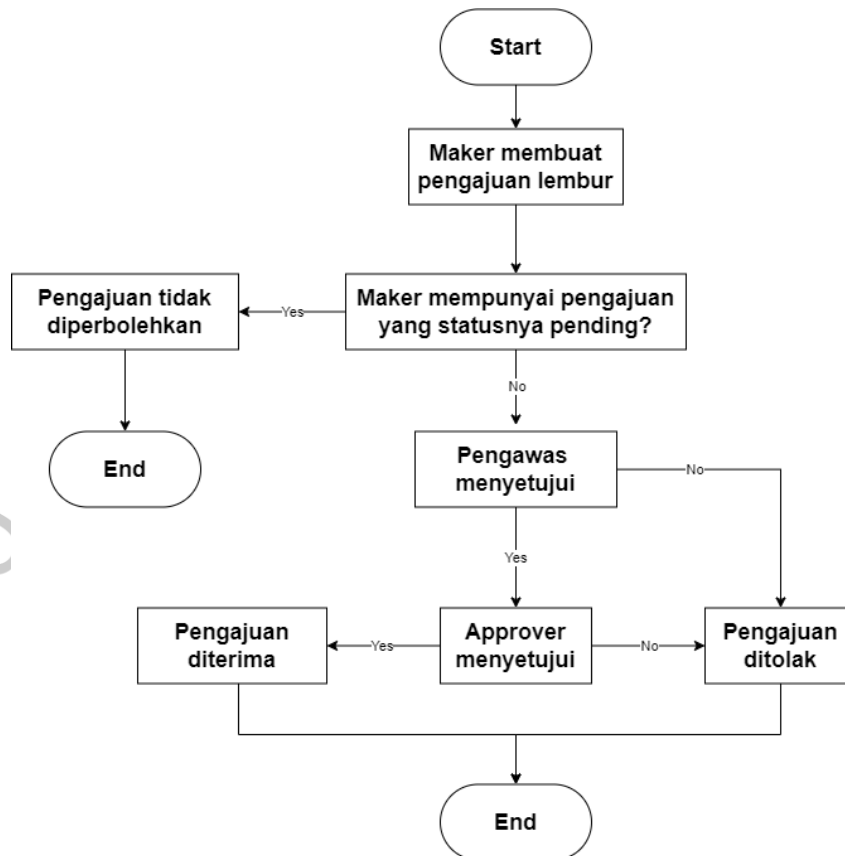 Start
Maker membuat
pengajuan lembur
Pengajuan tidak
diperbolehkan
Yes
Maker mempunyai pengajuan
yang statusnya pending?
No
End
Pengawas
menyetujui
No
Yes
Pengajuan
diterima
Yes
Approver
menyetujui
No
Pengajuan
ditolak
End